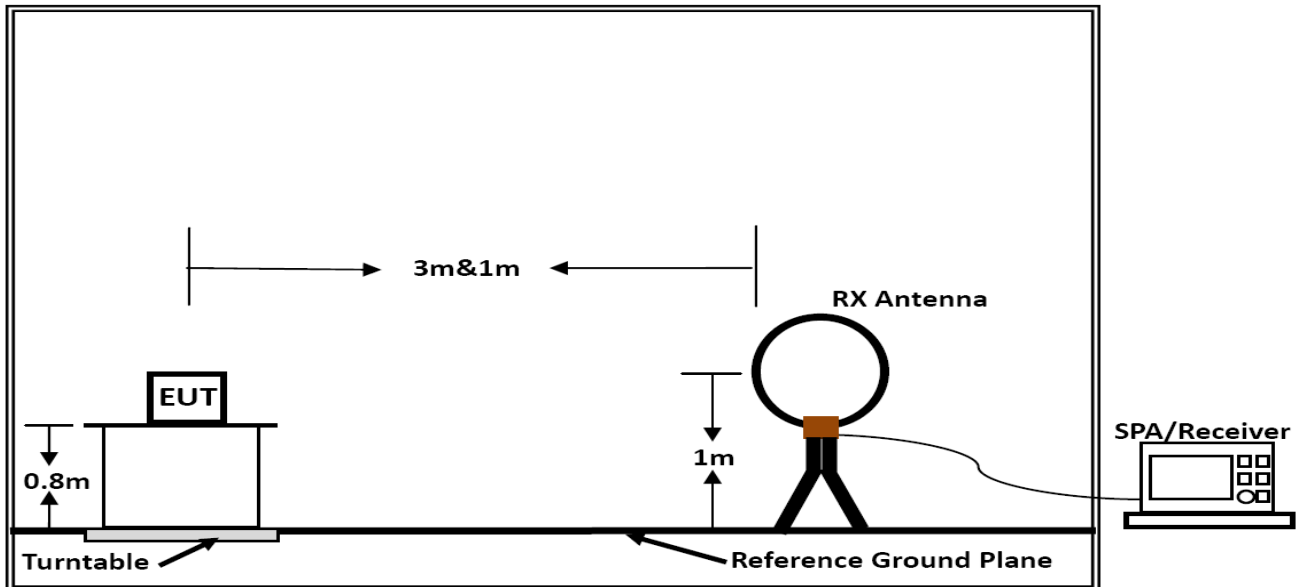 3m&1m
RX Antenna
EUT
SPA/Receiver
0.8m
1m
Turntable
Reference Ground Plane